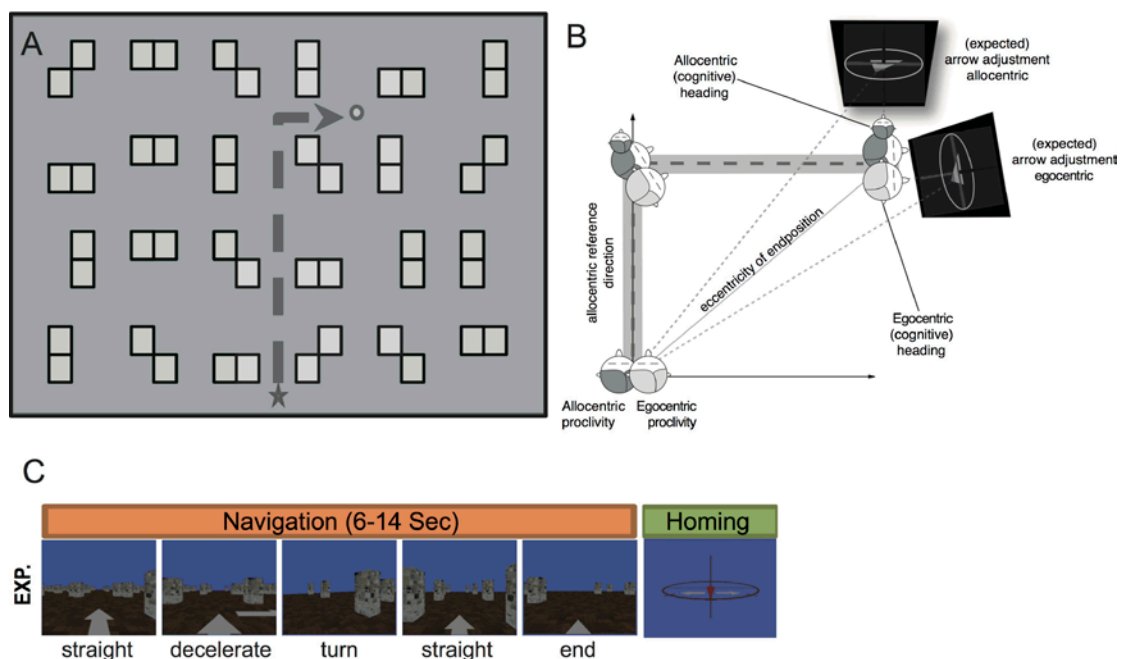 A
B
Allocentric
(cognitive)
heading
(expected)
arrow adjustment
allocentric
(expected)
arrow adjustment
egocentric
allocentric reference
direction
eccentricity of endposition
Egocentric
(cognitive)
heading
Allocentric
proclivity
Egocentric
proclivity
C
Navigation (6-14 Sec)
Homing
EXP.
straight
decelerate
turn
straight
end